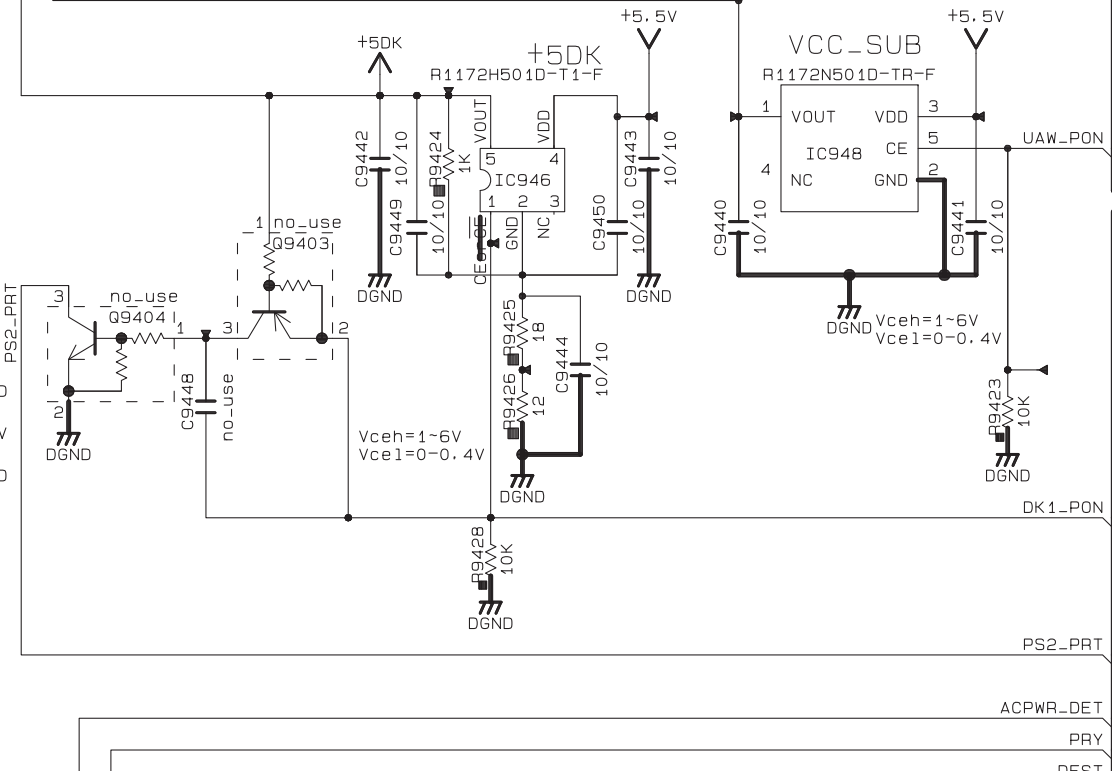 +5.5V
+5.5V
+5DK
+5DK
VCC_SUB
R1172H501D-T1-F
R1172N501D-TR-F
VOUT
VDD
1
VOUT
VDD
3
C9442
10/10
R9424
1K
5
4
C9443
10/10
IC948
CE
5
UAW_PON
IC946
4
NC
GND
2
1
2
3
C9449
10/10
GND
NC
C9450
10/10
C9440
10/10
C9441
10/10
1
no_use
Q9403
CE
DGND
DGND
PS2_PRT
3
no_use
Q9404
1
3
2
R9425
18
DGND
Vceh=1~6V
Vcel=0-0.4V
C9444
10/10
C9448
no_use
R9426
12
R9423
10K
2
DGND
Vceh=1~6V
Vcel=0-0.4V
DGND
DGND
DK1_PON
R9428
10K
DGND
PS2_PRT
ACPWR_DET
PRY